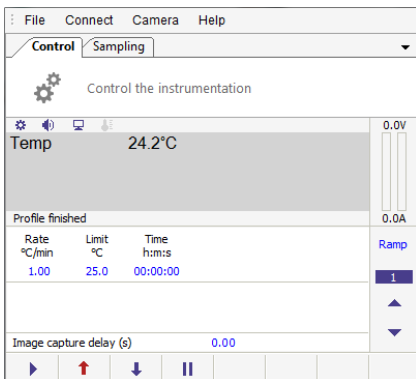 File Connect Camera Help
Control Sampling
Control the instrumentation
0.0V
Temp 24.2°C
Profile finished 0.0A
Rate Limit Time Ramp
°C/min °C h:m:s
1.00 25.0 00:00:00 1
Image capture delay (s) 0.00